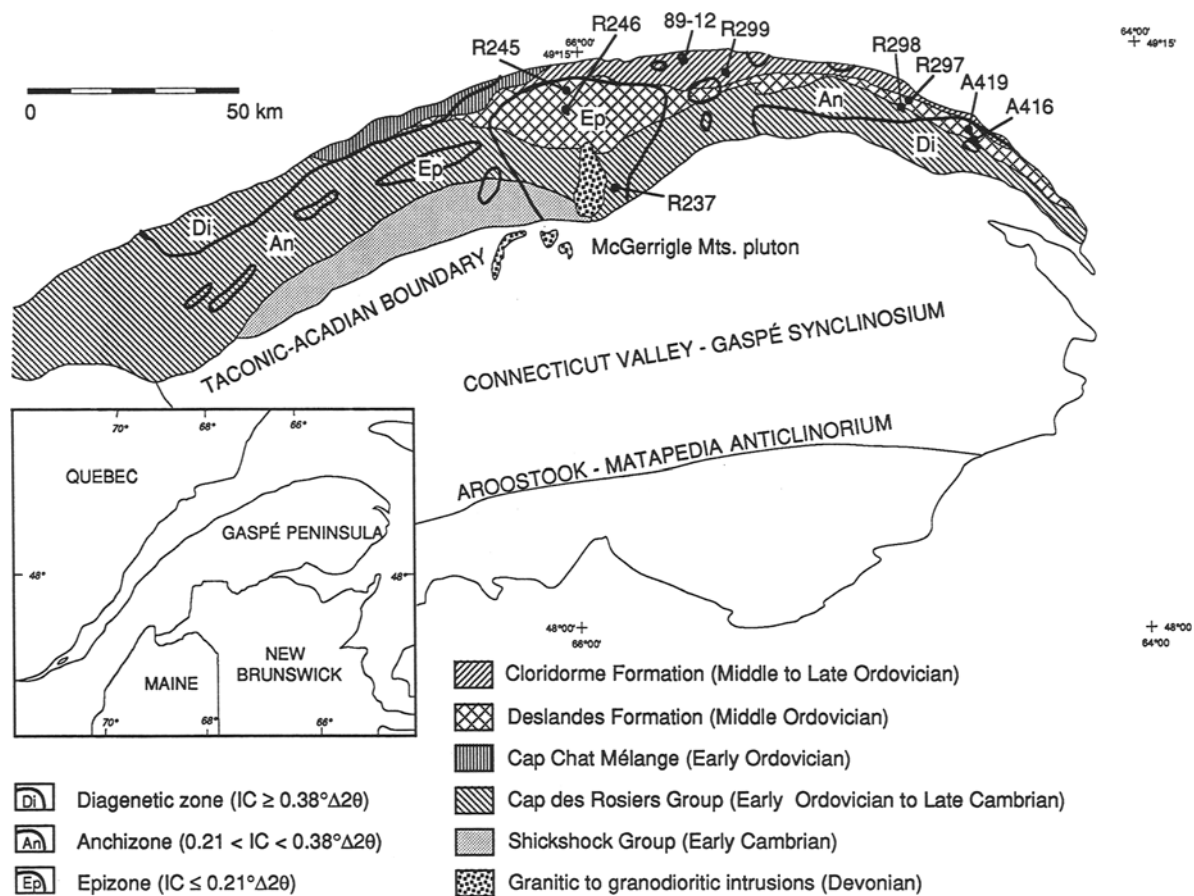 89-12
R246
R299
66°00'
64°00'
R245
49°15'
49°15'
R298
R297
A419
A416
0
50 km
An
Ep
Di
Ep
R237
Di
An
McGerrigle Mts. pluton
TACONIC-ACADIAN BOUNDARY
CONNECTICUT VALLEY - GASPÉ SYNCLINOSIUM
AROOSTOOK - MATAPEDIA ANTICLINORIUM
70°
68°
66°
QUEBEC
GASPÉ PENINSULA
48°
48°
MAINE
NEW
BRUNSWICK
70°
68°
66°
48°00'
66°00'
48°00
64°00
Cloridorme Formation (Middle to Late Ordovician)
Deslandes Formation (Middle Ordovician)
Cap Chat Mélange (Early Ordovician)
Cap des Rosiers Group (Early Ordovician to Late Cambrian)
Shickshock Group (Early Cambrian)
Granitic to granodioritic intrusions (Devonian)
Di Diagenetic zone (IC ≥ 0.38°Δ2θ)
An Anchizone (0.21 < IC < 0.38°Δ2θ)
Ep Epizone (IC ≤ 0.21°Δ2θ)